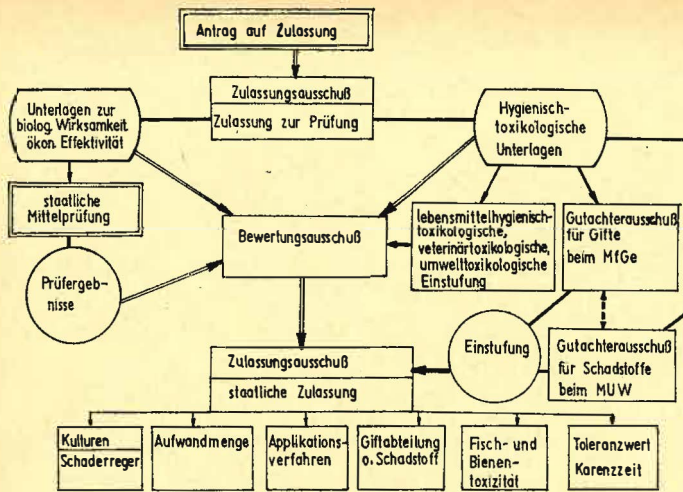 Antrag auf Zulassung
Zulassungsausschuß
Zulassung zur Prüfung
Unterlagen zur
biolog. Wirksamkeit
ökon. Effektivität
Hygienisch-
toxikologische
Unterlagen
staatliche
Mittelprüfung
Bewertungsausschuß
lebensmittelhygienisch-
toxikologische,
veterinärtoxikologische,
umwelttoxikologische
Einstufung
Gutachterausschuß
für Gifte
beim MfGe
Prüfergeb-
nisse
Einstufung
Gutachterausschuß
für Schadstoffe
beim MUW
Zulassungsausschuß
staatliche Zulassung
Kulturen
Schaderreger
Aufwandmenge
Applikations-
verfahren
Giftabteilung
o. Schadstoff
Fisch- und
Bienen-
toxizität
Toleranzwert
Karenzzeit